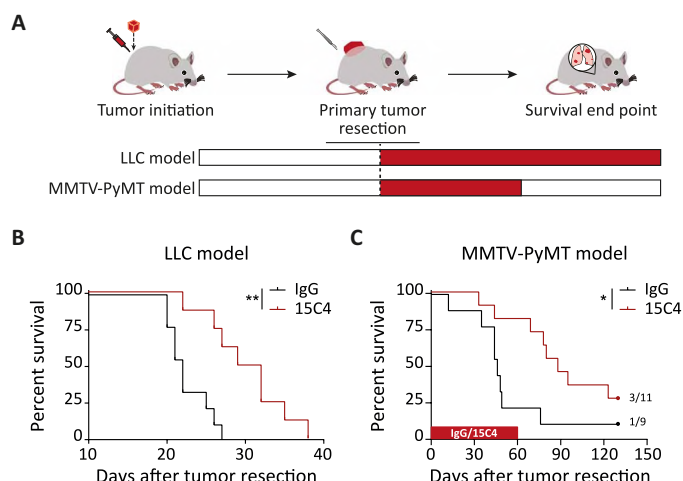 A
Tumor initiation
Primary tumor
resection
Survival end point
LLC model
MMTV-PyMT model
B
LLC model
Percent survival
100
75
50
25
0
10
20
30
40
Days after tumor resection
**
IgG
15C4
C
MMTV-PyMT model
Percent survival
100
75
50
25
0
0
30
60
90
120
150
Days after tumor resection
*
IgG
15C4
3/11
1/9
IgG/15C4